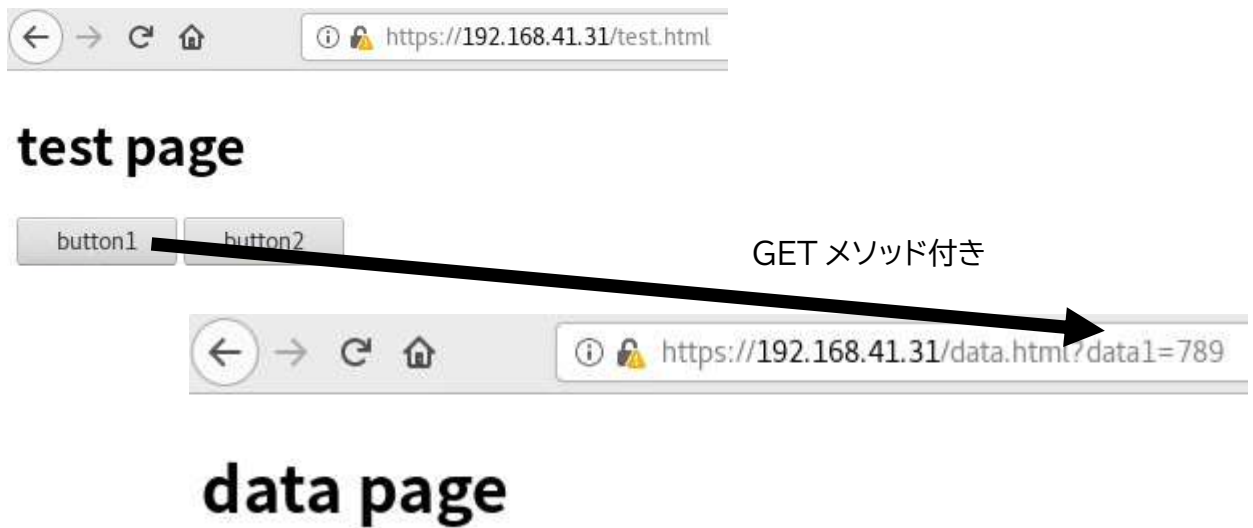 https://192.168.41.31/test.html
test page
button1 button2
GET メソッド付き
https://192.168.41.31/data.html?data1=789
data page